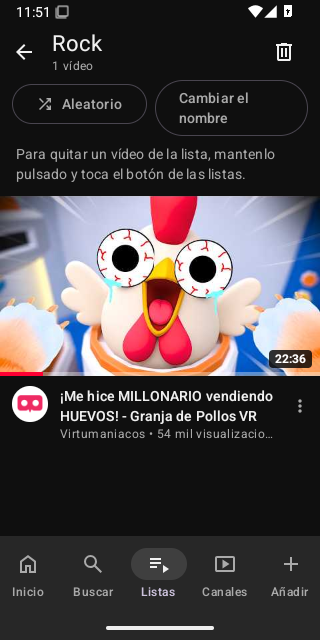 11:51
Rock
1 vídeo
Aleatorio
Cambiar el
nombre
Para quitar un vídeo de la lista, mantenlo
pulsado y toca el botón de las listas.
22:36
¡Me hice MILLONARIO vendiendo
HUEVOS! - Granja de Pollos VR
Virtumaniacos • 54 mil visualizacio...
Inicio
Buscar
Listas
Canales
Añadir